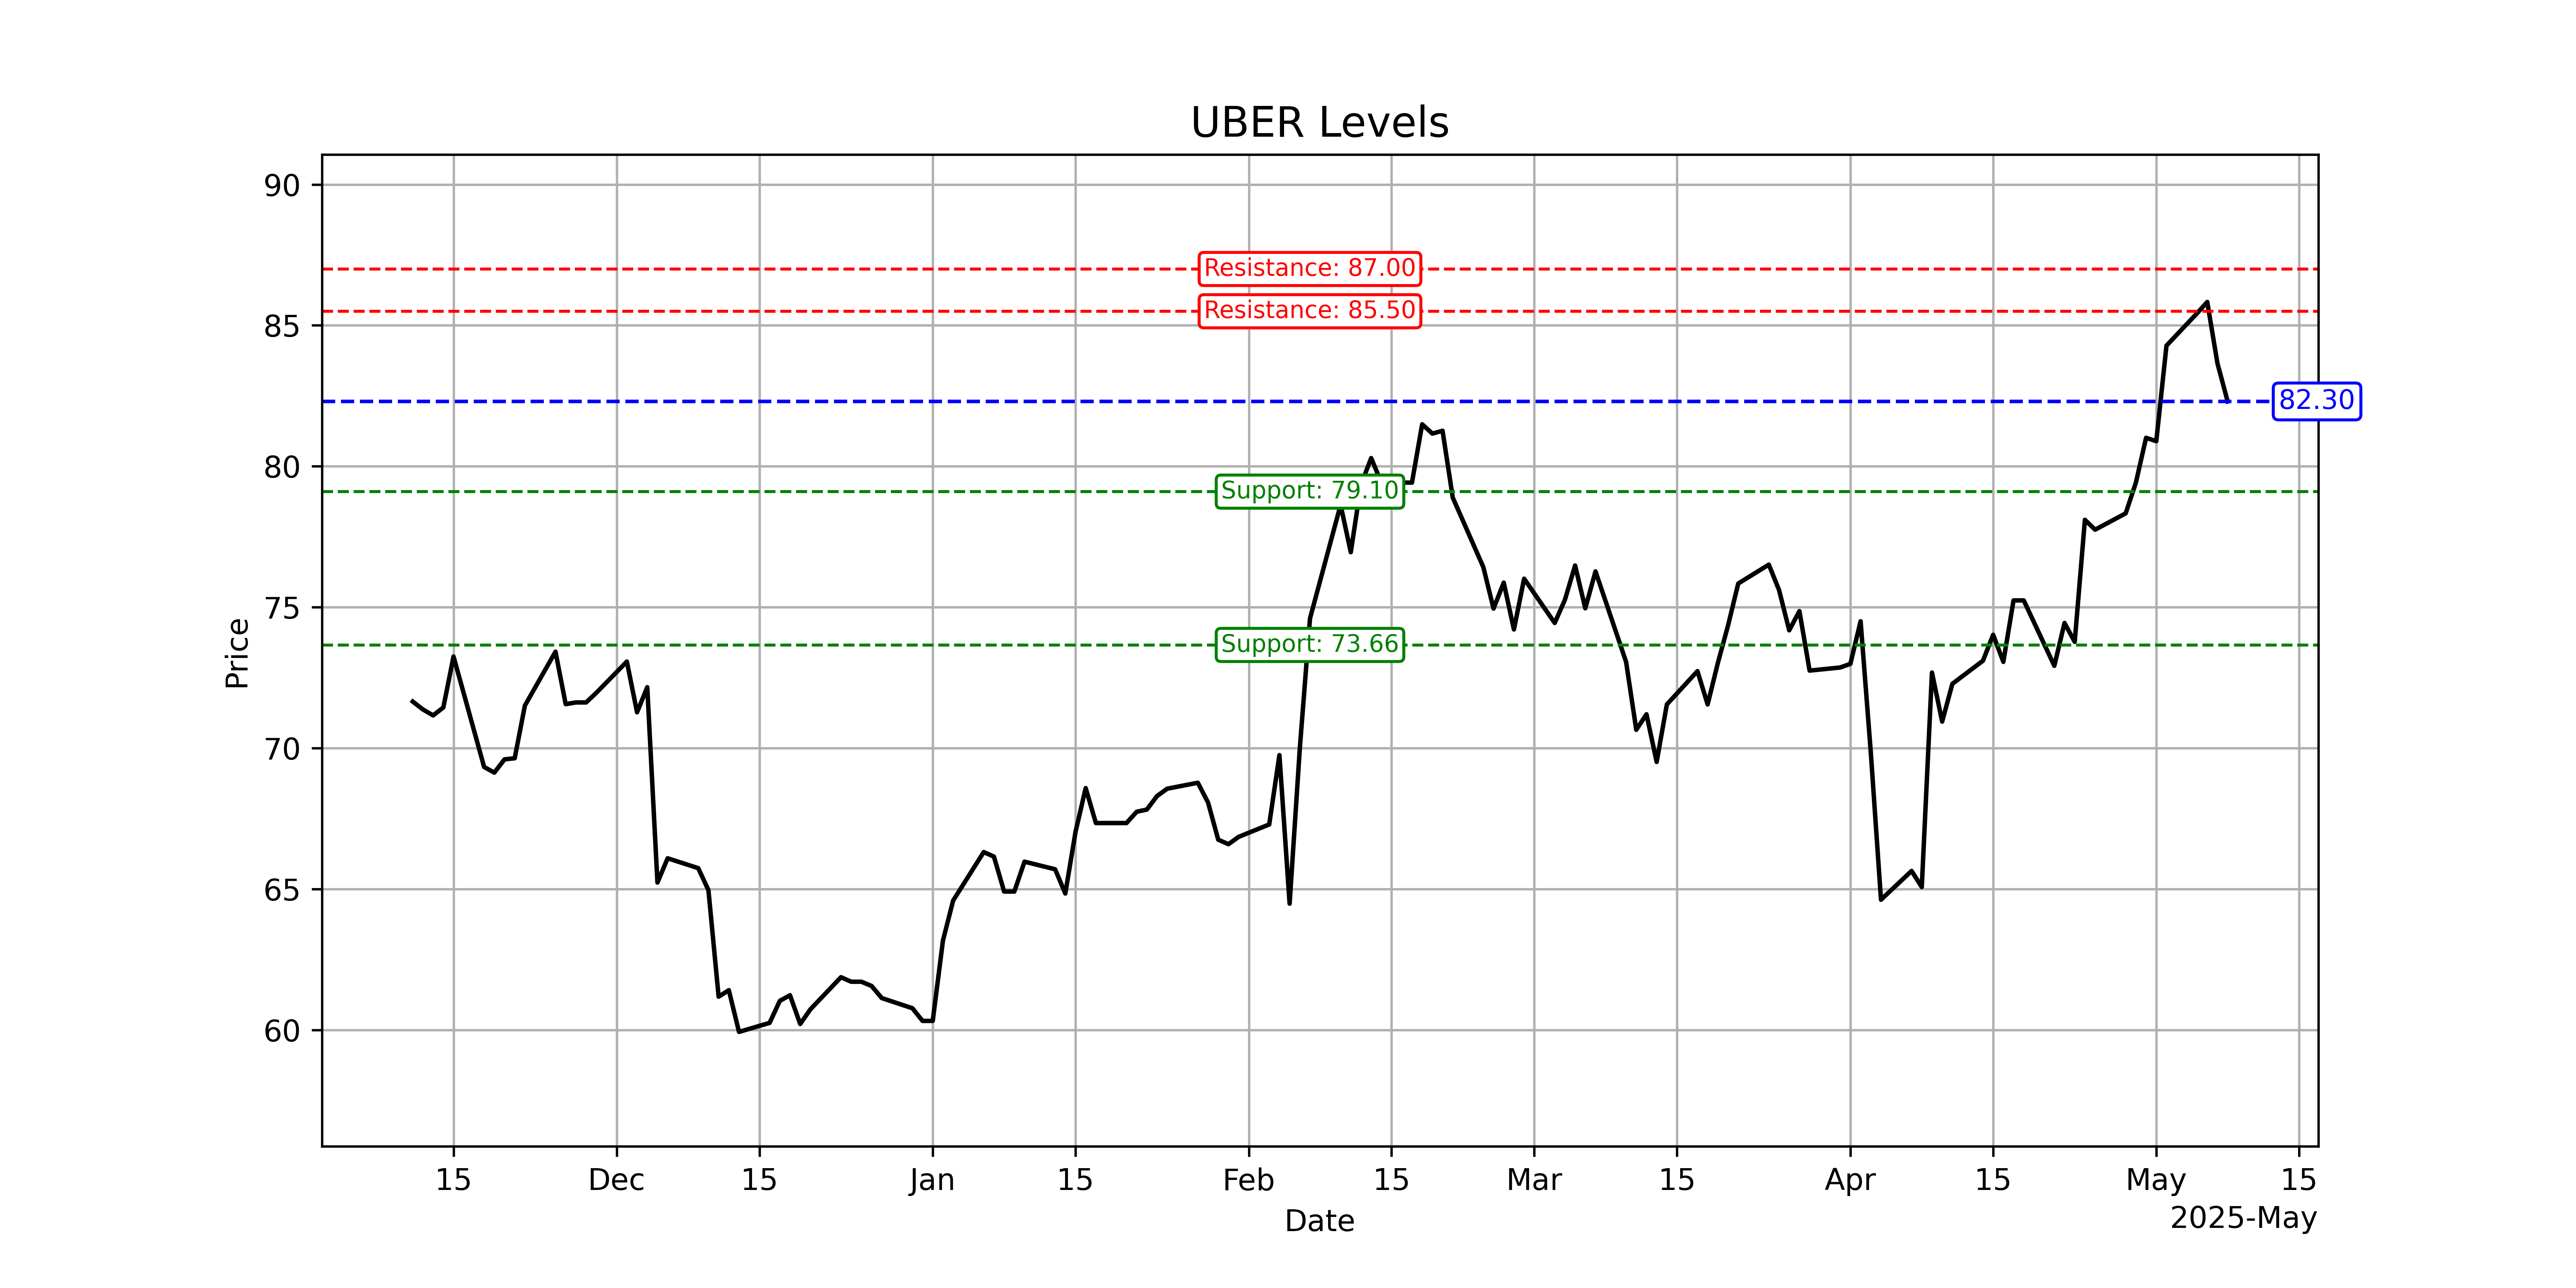 UBER Levels
90
85
80
75
70
65
60
Price
Resistance: 87.00
Resistance: 85.50
82.30
Support: 79.10
Support: 73.66
15 Dec 15 Jan 15 Feb 15 Mar 15 Apr 15 May 15
Date
2025-May